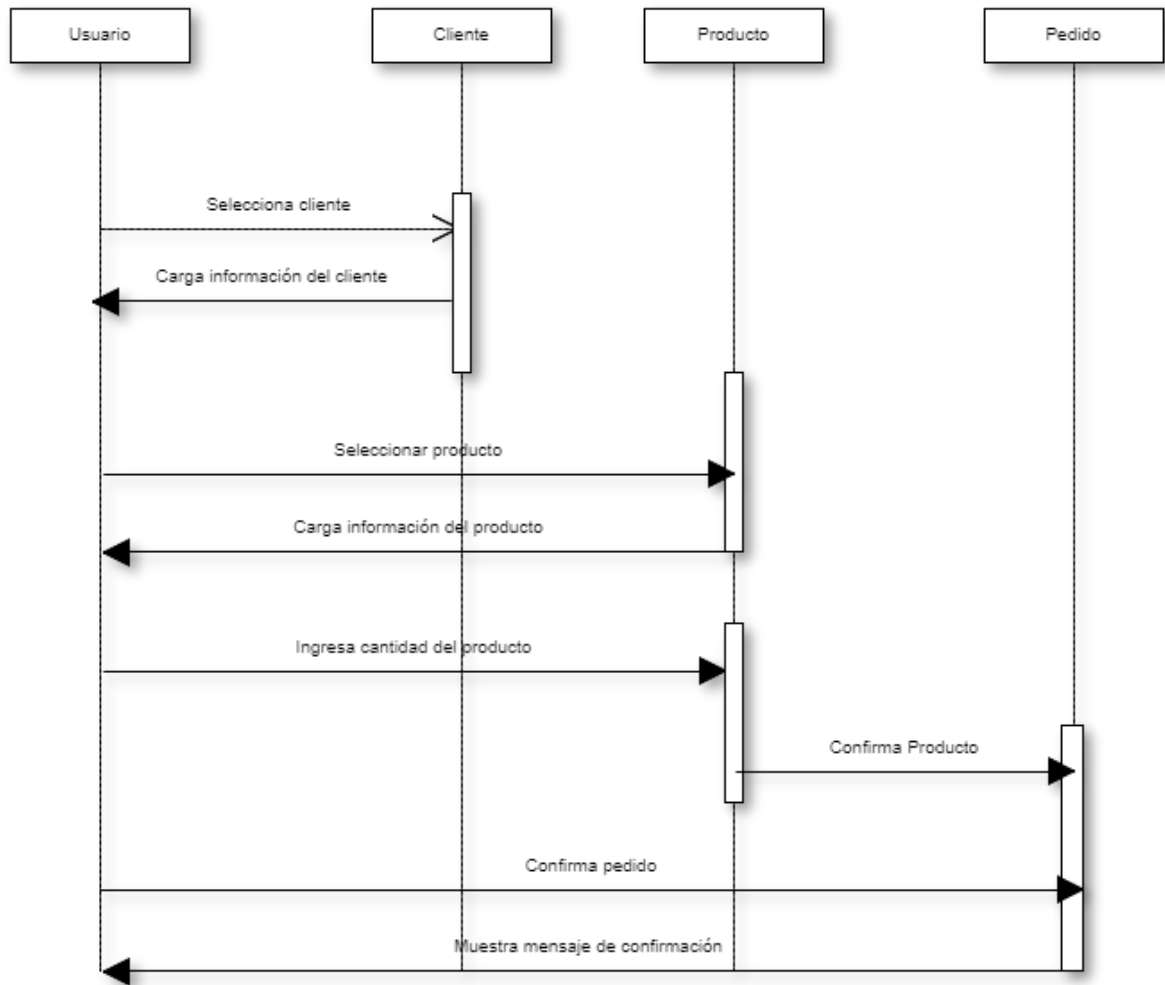 Usuario
Cliente
Producto
Pedido
Selecciona cliente
Carga información del cliente
Seleccionar producto
Carga información del producto
Ingresa cantidad del producto
Confirma Producto
Confirma pedido
Muestra mensaje de confirmación